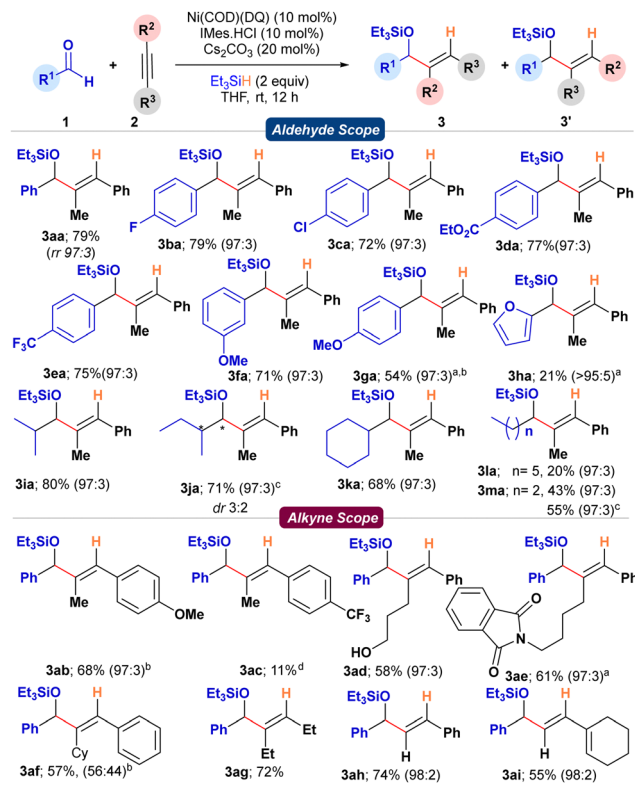 Ni(COD)(DQ) (10 mol%)
IMes.HCl (10 mol%)
Cs2CO3 (20 mol%)
Et3SiH (2 equiv)
THF, rt, 12 h
O
R1
H
+
R2
R3
Et3SiO
H
R1
R3
R2
+
Et3SiO
H
R1
R2
R3
1
2
3
3'
Aldehyde Scope
Et3SiO
H
Ph
Ph
Me
3aa; 79%
(rr 97:3)
Et3SiO
H
Ph
Me
F
3ba; 79% (97:3)
Et3SiO
H
Ph
Me
Cl
3ca; 72% (97:3)
Et3SiO
H
Ph
Me
EtO2C
3da; 77%(97:3)
Et3SiO
H
Ph
Me
F3C
3ea; 75%(97:3)
Et3SiO
H
Ph
Me
OMe
3fa; 71% (97:3)
Et3SiO
H
Ph
Me
MeO
3ga; 54% (97:3)a,b
Et3SiO
H
O
Ph
Me
3ha; 21% (>95:5)a
Et3SiO
H
Ph
Me
3ia; 80% (97:3)
Et3SiO
H
* *
Ph
Me
3ja; 71% (97:3)c
dr 3:2
Et3SiO
H
Ph
Me
3ka; 68% (97:3)
Et3SiO
H
( )n
Ph
Me
3la; n= 5, 20% (97:3)
3ma; n= 2, 43% (97:3)
55% (97:3)c
Alkyne Scope
Et3SiO
H
Ph
Me
OMe
3ab; 68% (97:3)b
Et3SiO
H
Ph
Me
CF3
3ac; 11%d
Et3SiO
H
Ph
Ph
HO
3ad; 58% (97:3)
Et3SiO
H
Ph
Ph
O
N
O
3ae; 61% (97:3)a
Et3SiO
H
Ph
Cy
3af; 57%, (56:44)b
Et3SiO
H
Ph
Et
Et
3ag; 72%
Et3SiO
H
Ph
Ph
H
3ah; 74% (98:2)
Et3SiO
H
Ph
H
3ai; 55% (98:2)